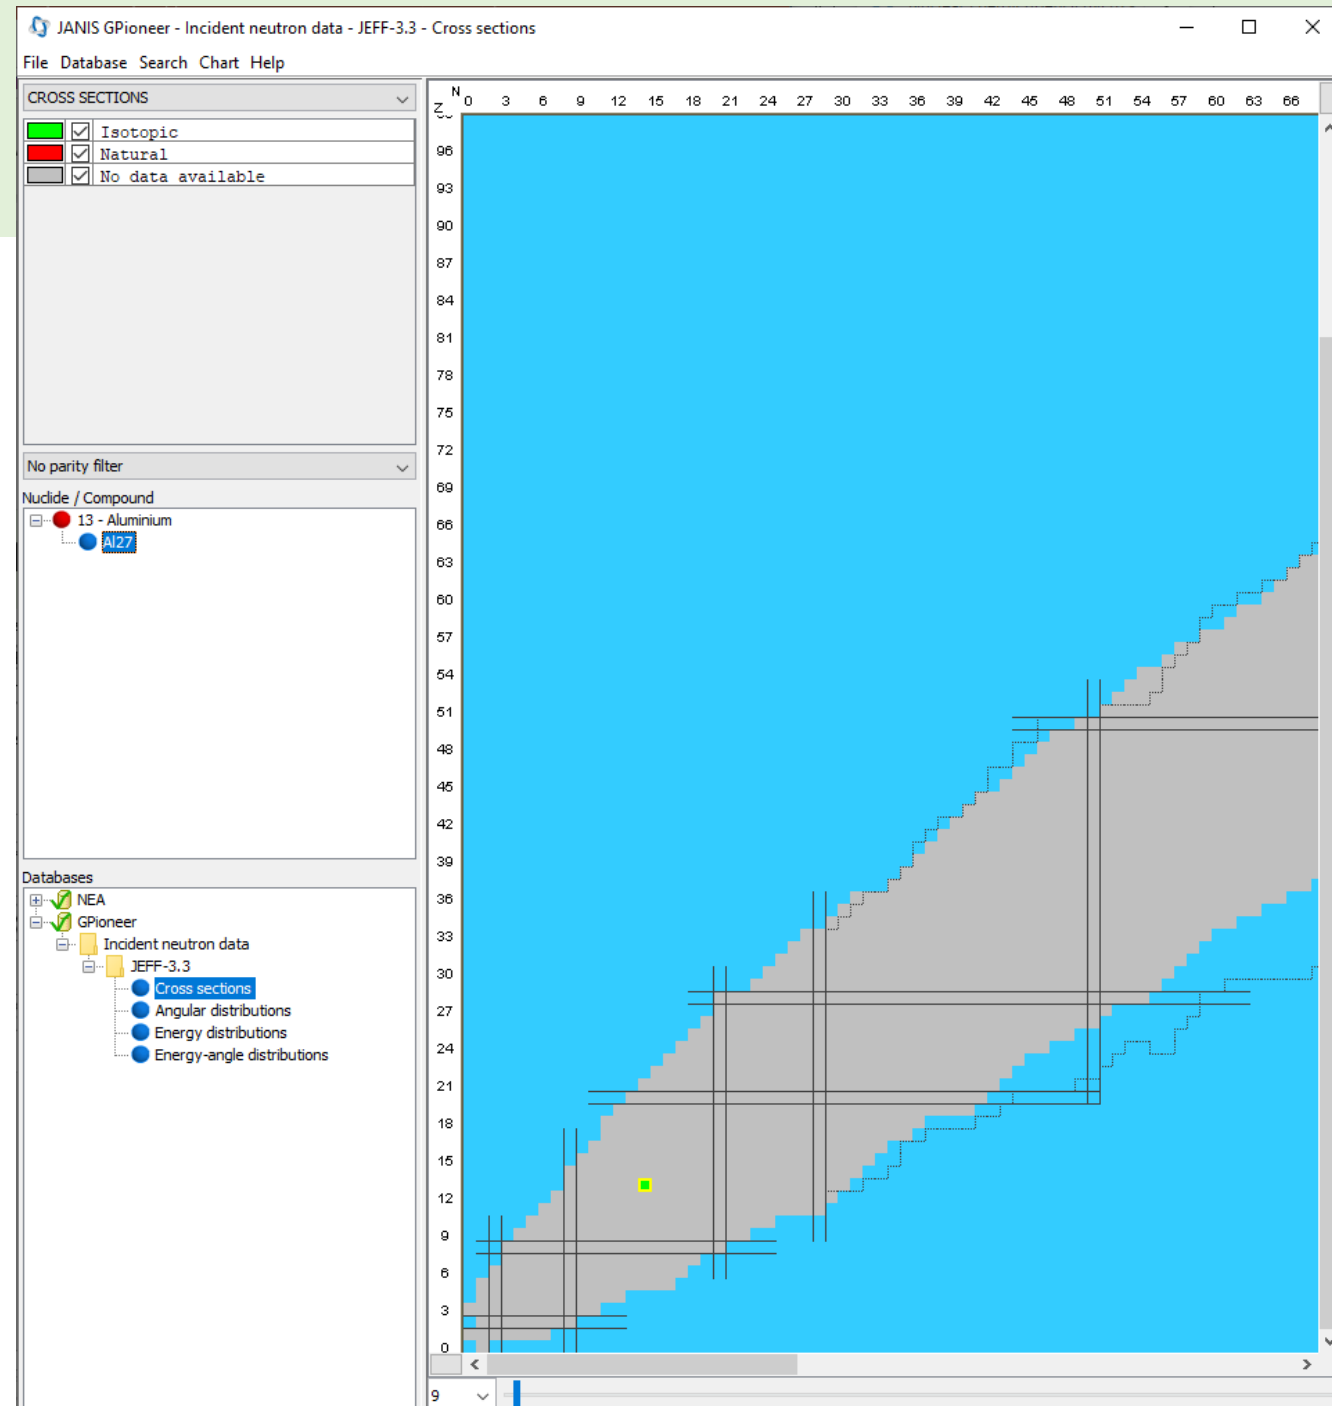 JANIS GPioneer - Incident neutron data - JEFF-3.3 - Cross sections
File Database Search Chart Help
CROSS SECTIONS
Isotopic
Natural
No data available
No parity filter
Nuclide / Compound
13 - Aluminium
Al27
Databases
NEA
GPioneer
Incident neutron data
JEFF-3.3
Cross sections
Angular distributions
Energy distributions
Energy-angle distributions
Z N 0 3 6 9 12 15 18 21 24 27 30 33 36 39 42 45 48 51 54 57 60 63 66
96
93
90
87
84
81
78
75
72
69
66
63
60
57
54
51
48
45
42
39
36
33
30
27
24
21
18
15
12
9
6
3
0
9